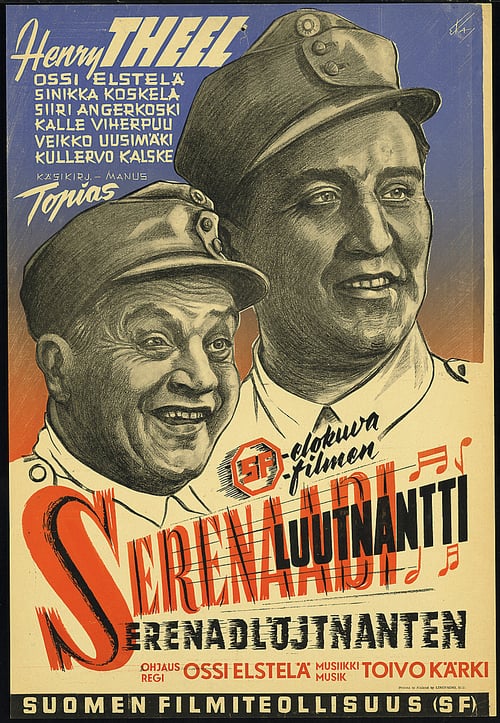 Henry THEEL
OSSI ELSTELÄ
SINIKKA KOSKELA
SIIRI ANGERKOSKI
KALLE VIHERPUU
VEIKKO UUSIMÄKI
KULLERVO KALSKE
KÄSIKIRJ. - MANUS
Topias
SF -elokuva
-filmen
SERENAADI
LUUTNANTTI
SERENADLÖJTNANTEN
OHJAUS
REGI
OSSI ELSTELÄ
MUSIIKKI
MUSIK
TOIVO KÄRKI
SUOMEN FILMITEOLLISUUS (SF)